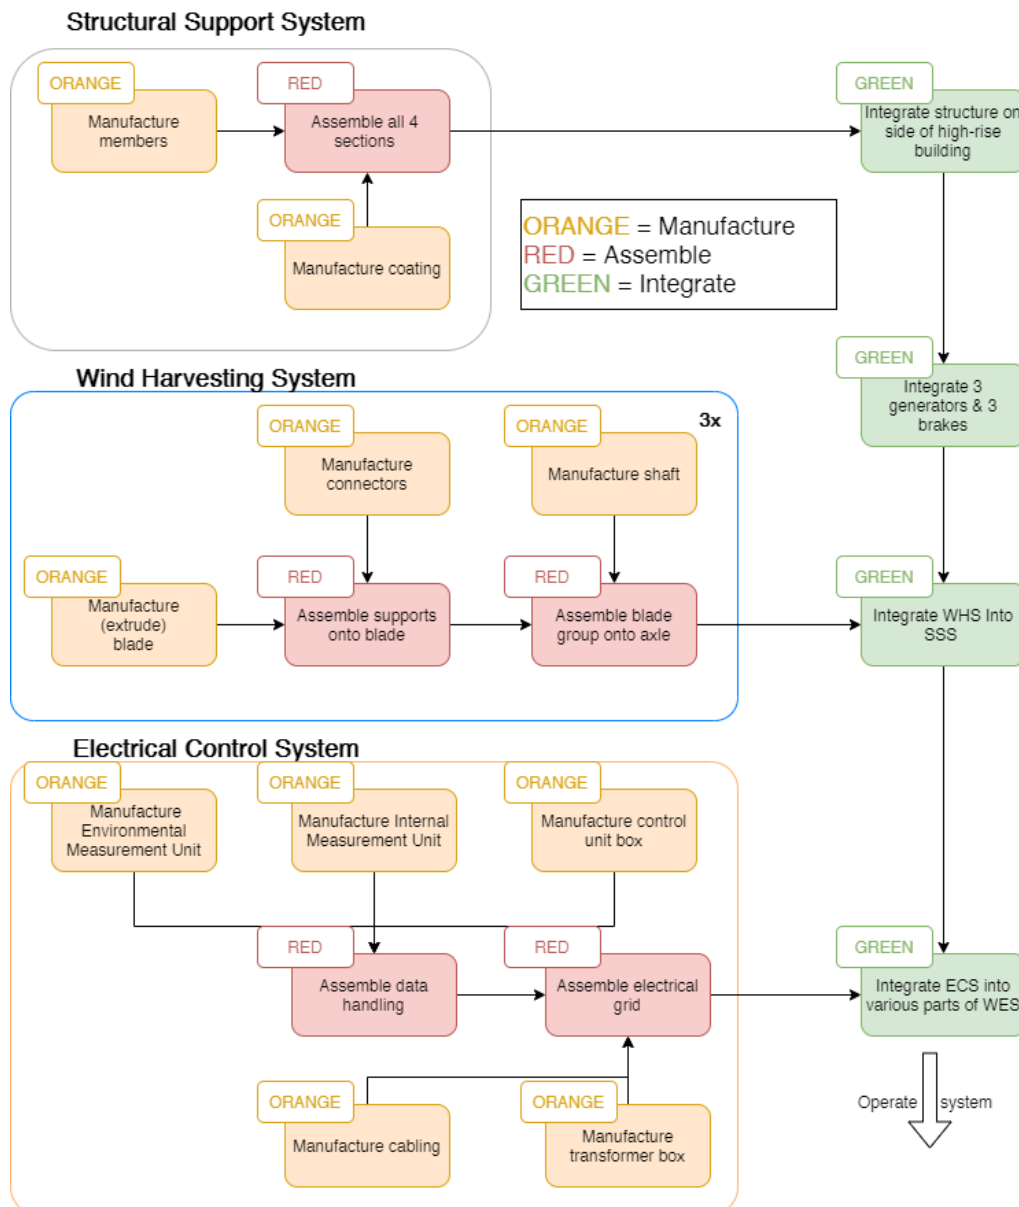 Structural Support System
ORANGE
Manufacture
members
RED
Assemble all 4
sections
GREEN
Integrate structure on
side of high-rise
building
ORANGE
Manufacture coating
ORANGE = Manufacture
RED = Assemble
GREEN = Integrate
GREEN
Integrate 3
generators & 3
brakes
Wind Harvesting System
3x
ORANGE
Manufacture
connectors
ORANGE
Manufacture shaft
ORANGE
Manufacture
(extrude)
blade
RED
Assemble supports
onto blade
RED
Assemble blade
group onto axle
GREEN
Integrate WHS Into
SSS
Electrical Control System
ORANGE
Manufacture
Environmental
Measurement Unit
ORANGE
Manufacture Internal
Measurement Unit
ORANGE
Manufacture control
unit box
RED
Assemble data
handling
RED
Assemble electrical
grid
GREEN
Integrate ECS into
various parts of WES
ORANGE
Manufacture cabling
ORANGE
Manufacture
transformer box
Operate system